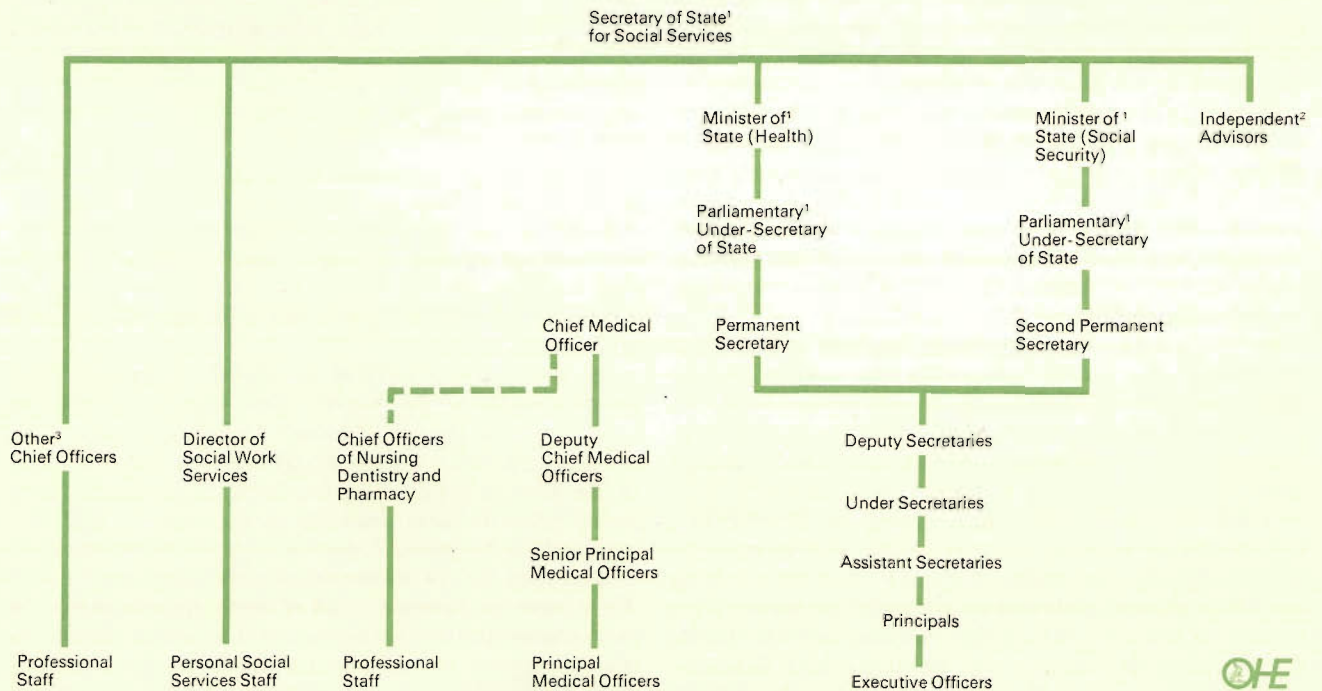 Secretary of State¹
for Social Services
Minister of¹
State (Health)
Minister of ¹
State (Social
Security)
Independent²
Advisors
Parliamentary¹
Under-Secretary
of State
Parliamentary¹
Under-Secretary
of State
Chief Medical
Officer
Permanent
Secretary
Second Permanent
Secretary
Other³
Chief Officers
Director of
Social Work
Services
Chief Officers
of Nursing
Dentistry and
Pharmacy
Deputy
Chief Medical
Officers
Deputy Secretaries
Under Secretaries
Senior Principal
Medical Officers
Assistant Secretaries
Principals
Professional
Staff
Personal Social
Services Staff
Professional
Staff
Principal
Medical Officers
Executive Officers
OHE